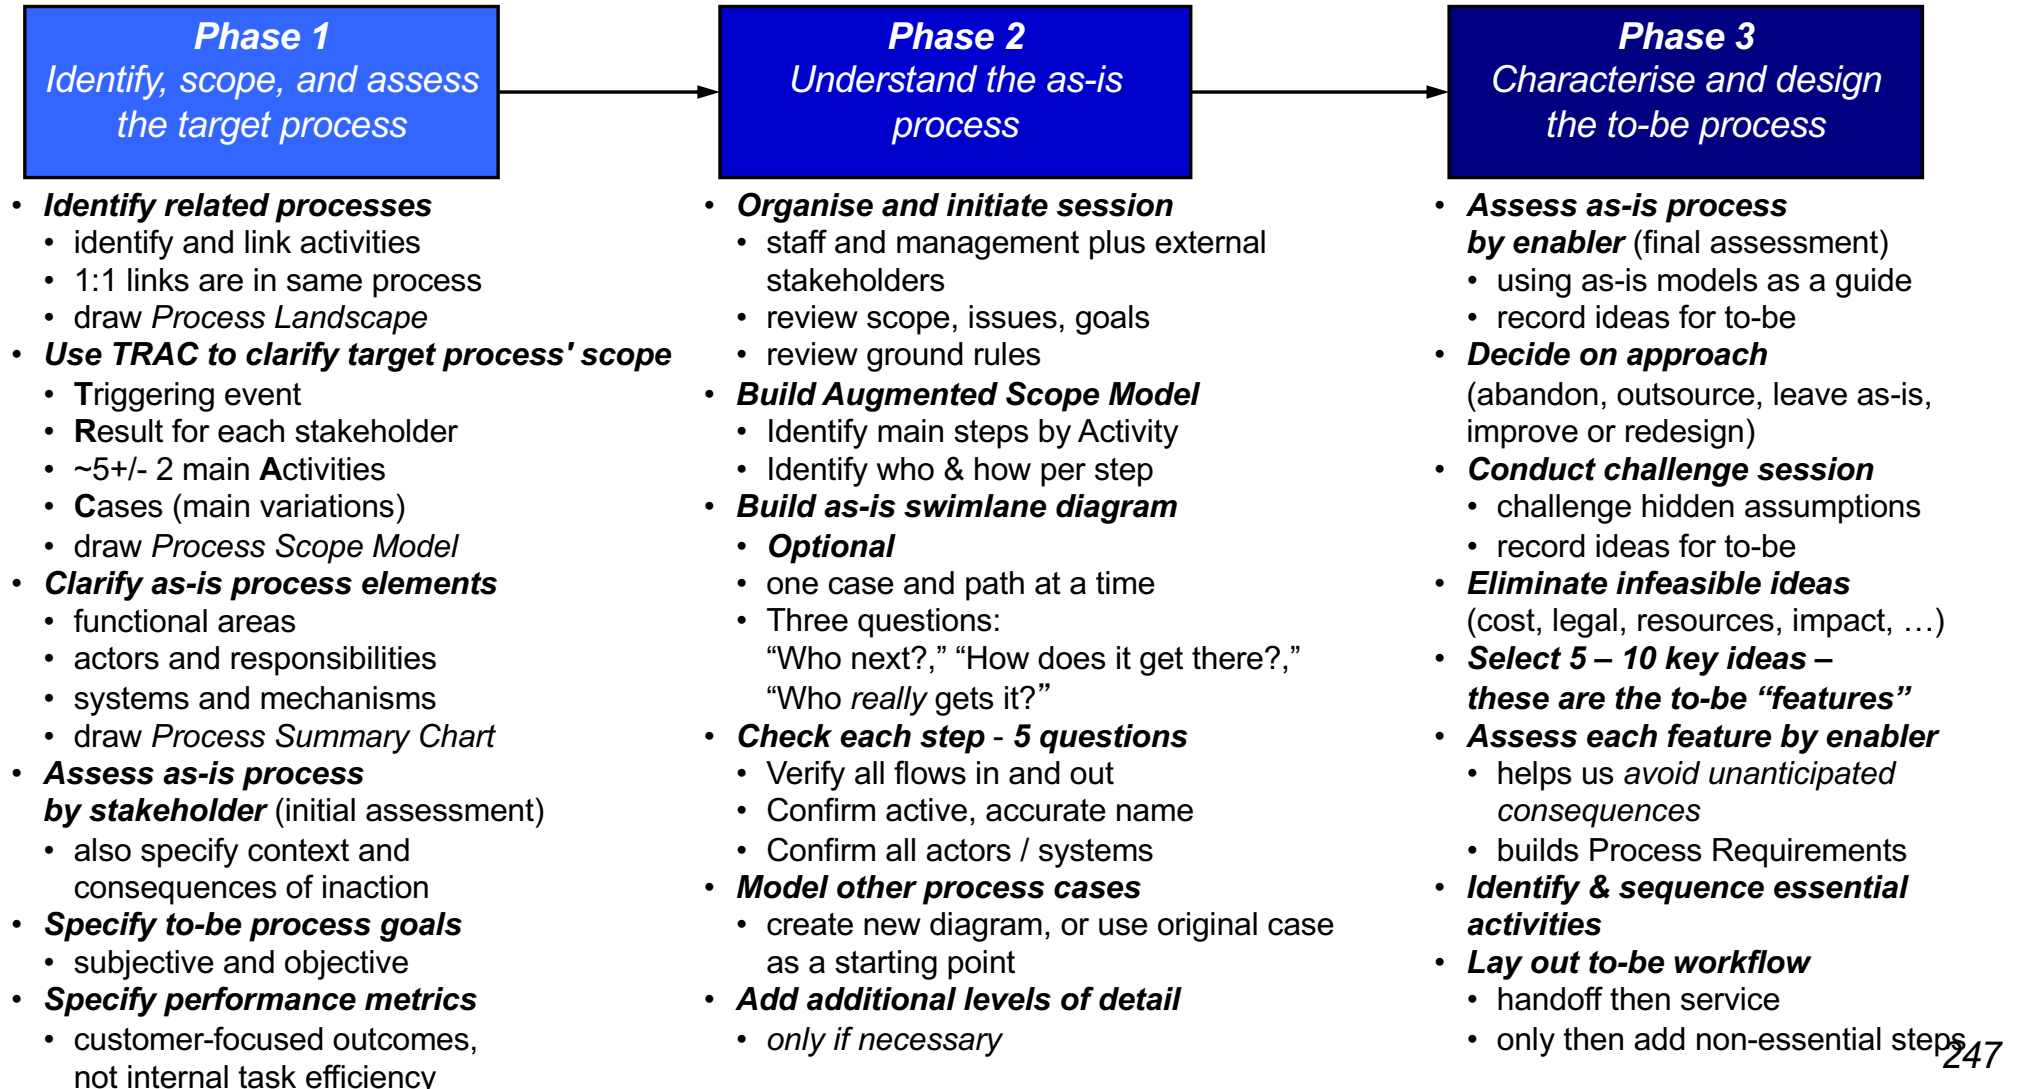 Phase 1
Identify, scope, and assess
the target process
• Identify related processes
• identify and link activities
• 1:1 links are in same process
• draw Process Landscape
• Use TRAC to clarify target process' scope
• Triggering event
• Result for each stakeholder
• ~5+/- 2 main Activities
• Cases (main variations)
• draw Process Scope Model
• Clarify as-is process elements
• functional areas
• actors and responsibilities
• systems and mechanisms
• draw Process Summary Chart
• Assess as-is process
by stakeholder (initial assessment)
• also specify context and
consequences of inaction
• Specify to-be process goals
• subjective and objective
• Specify performance metrics
• customer-focused outcomes,
not internal task efficiency
Phase 2
Understand the as-is
process
• Organise and initiate session
• staff and management plus external
stakeholders
• review scope, issues, goals
• review ground rules
• Build Augmented Scope Model
• Identify main steps by Activity
• Identify who & how per step
• Build as-is swimlane diagram
• Optional
• one case and path at a time
• Three questions:
“Who next?,” “How does it get there?,”
“Who really gets it?”
• Check each step - 5 questions
• Verify all flows in and out
• Confirm active, accurate name
• Confirm all actors / systems
• Model other process cases
• create new diagram, or use original case
as a starting point
• Add additional levels of detail
• only if necessary
Phase 3
Characterise and design
the to-be process
• Assess as-is process
by enabler (final assessment)
• using as-is models as a guide
• record ideas for to-be
• Decide on approach
(abandon, outsource, leave as-is,
improve or redesign)
• Conduct challenge session
• challenge hidden assumptions
• record ideas for to-be
• Eliminate infeasible ideas
(cost, legal, resources, impact, …)
• Select 5 – 10 key ideas –
these are the to-be “features”
• Assess each feature by enabler
• helps us avoid unanticipated
consequences
• builds Process Requirements
• Identify & sequence essential
activities
• Lay out to-be workflow
• handoff then service
• only then add non-essential steps
247